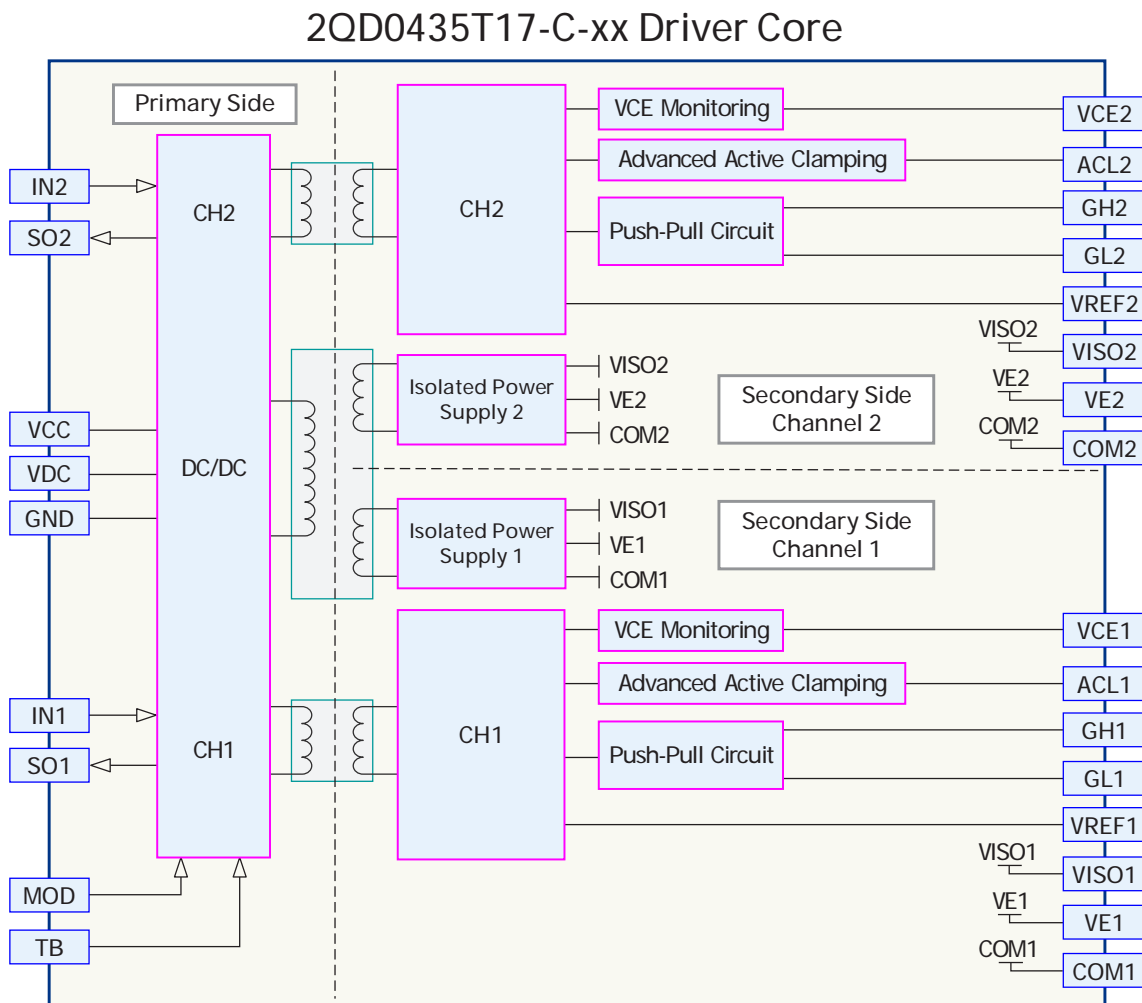 2QD0435T17-C-xx Driver Core
Primary Side
IN2
SO2
VCC
VDC
GND
IN1
SO1
MOD
TB
CH2
DC/DC
CH1
CH2
VCE Monitoring
Advanced Active Clamping
Push-Pull Circuit
Isolated Power
Supply 2
VISO2
VE2
COM2
Secondary Side
Channel 2
Isolated Power
Supply 1
VISO1
VE1
COM1
Secondary Side
Channel 1
CH1
VCE Monitoring
Advanced Active Clamping
Push-Pull Circuit
VCE2
ACL2
GH2
GL2
VREF2
VISO2
VISO2
VE2
VE2
COM2
COM2
VCE1
ACL1
GH1
GL1
VREF1
VISO1
VISO1
VE1
VE1
COM1
COM1